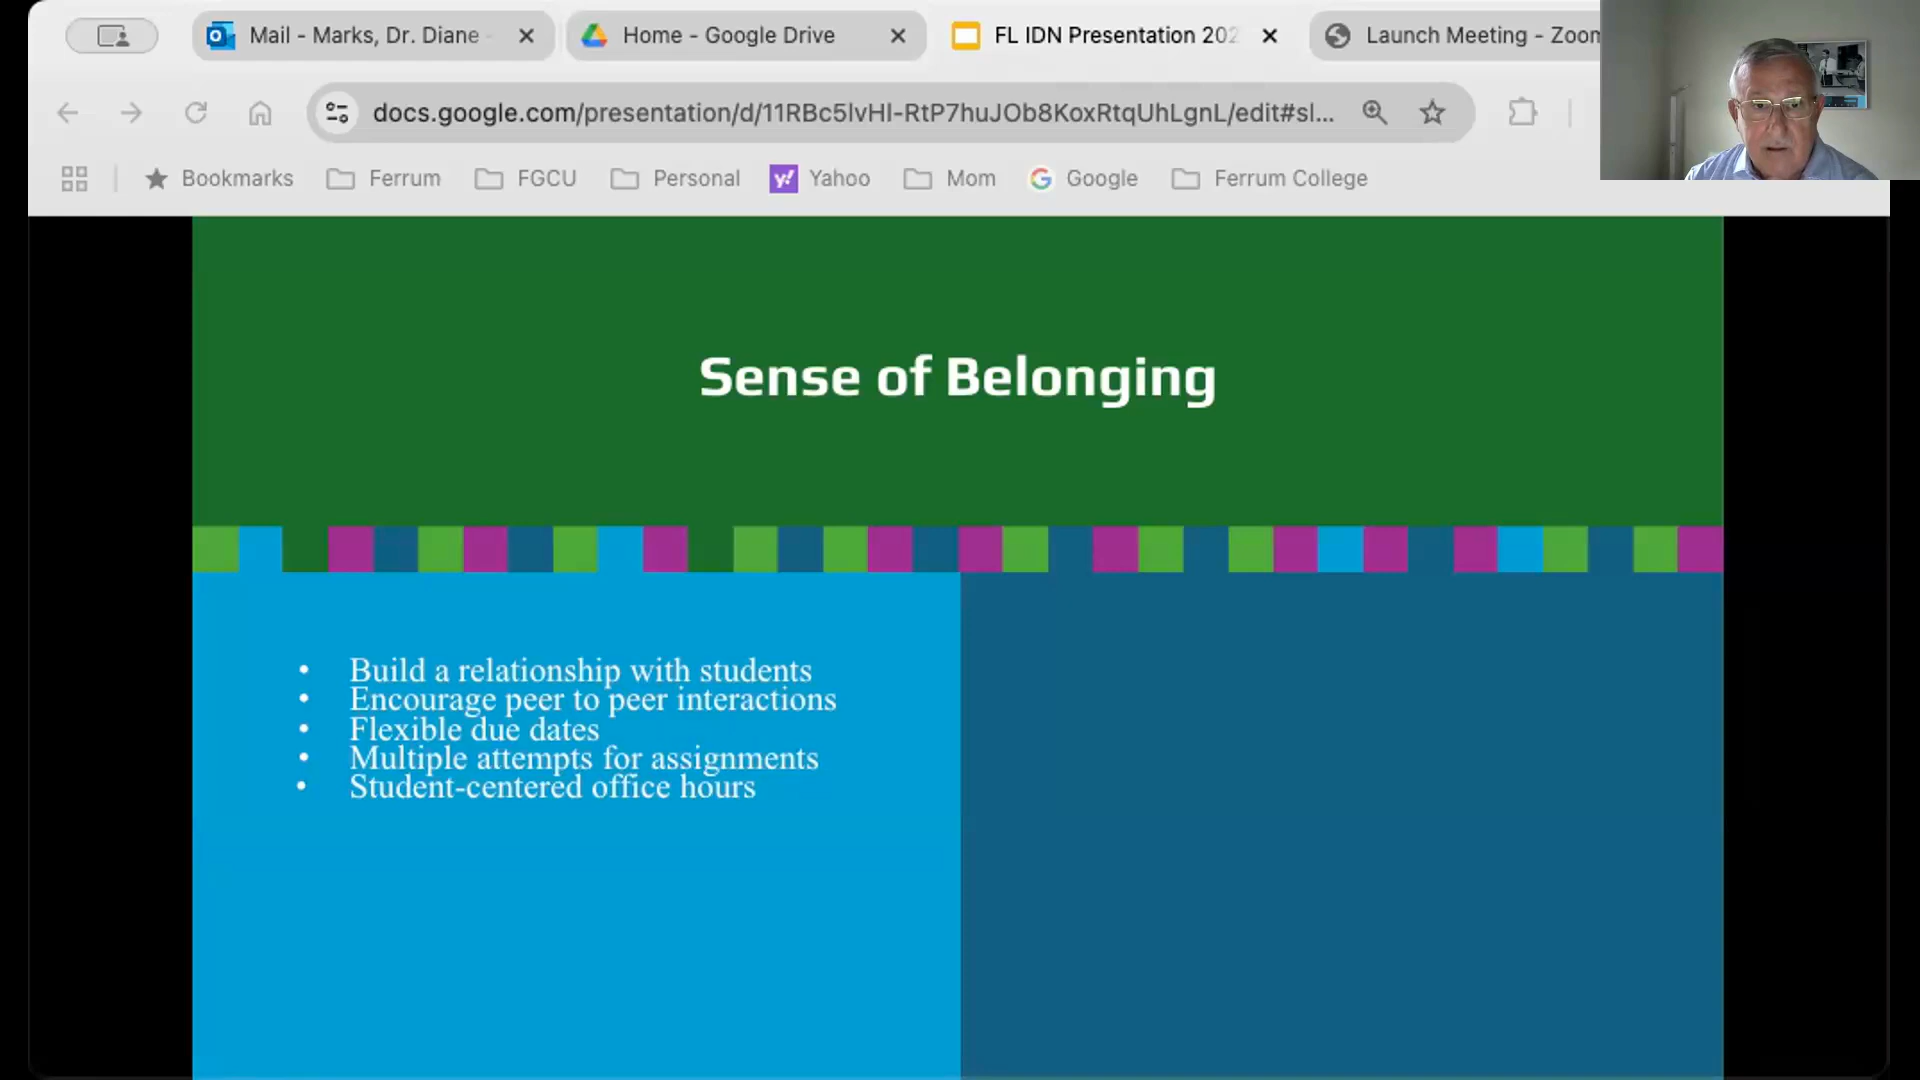 Mail - Marks, Dr. Diane -
Home - Google Drive
FL IDN Presentation 202
Launch Meeting - Zoom
docs.google.com/presentation/d/11RBc5lvHI-RtP7huJOb8KoxRtqUhLgnL/edit#sl...
Bookmarks
Ferrum
FGCU
Personal
Yahoo
Mom
Google
Ferrum College
Sense of Belonging
• Build a relationship with students
• Encourage peer to peer interactions
• Flexible due dates
• Multiple attempts for assignments
• Student-centered office hours